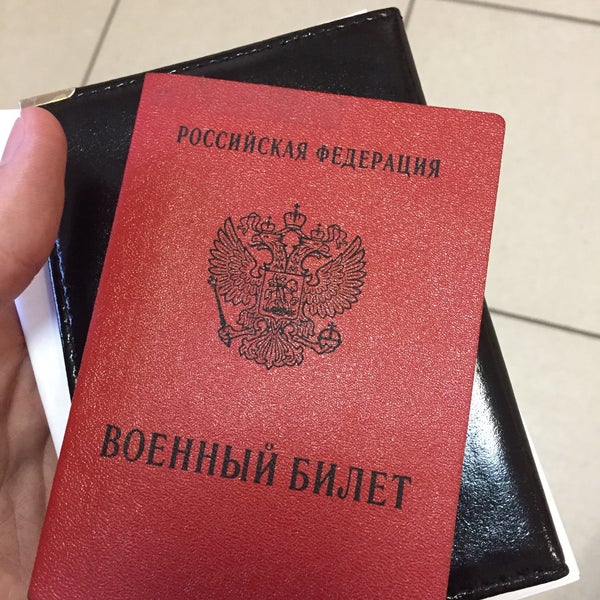 РОССИЙСКАЯ ФЕДЕРАЦИЯ
ВОЕННЫЙ БИЛЕТ